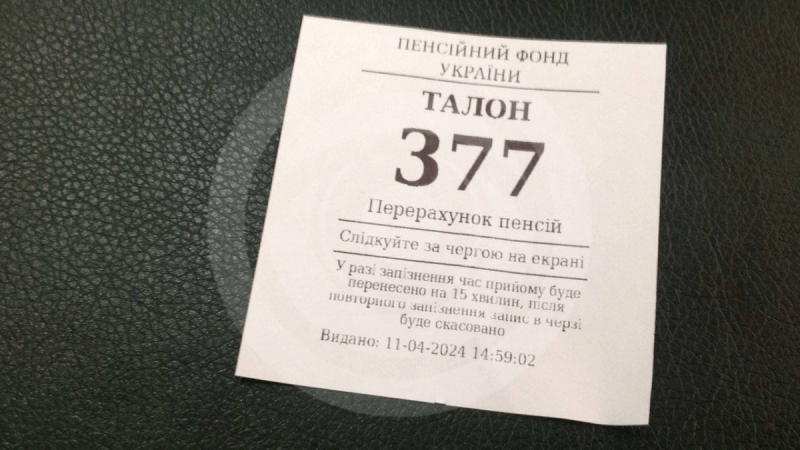 ПЕНСІЙНИЙ ФОНД
УКРАЇНИ
ТАЛОН
377
Перерахунок пенсій
Слідкуйте за чергою на екрані
У разі запізнення час прийому буде
перенесено на 15 хвилин, після
повторного запізнення запис в черзі
буде скасовано
Видано: 11-04-2024 14:59:02